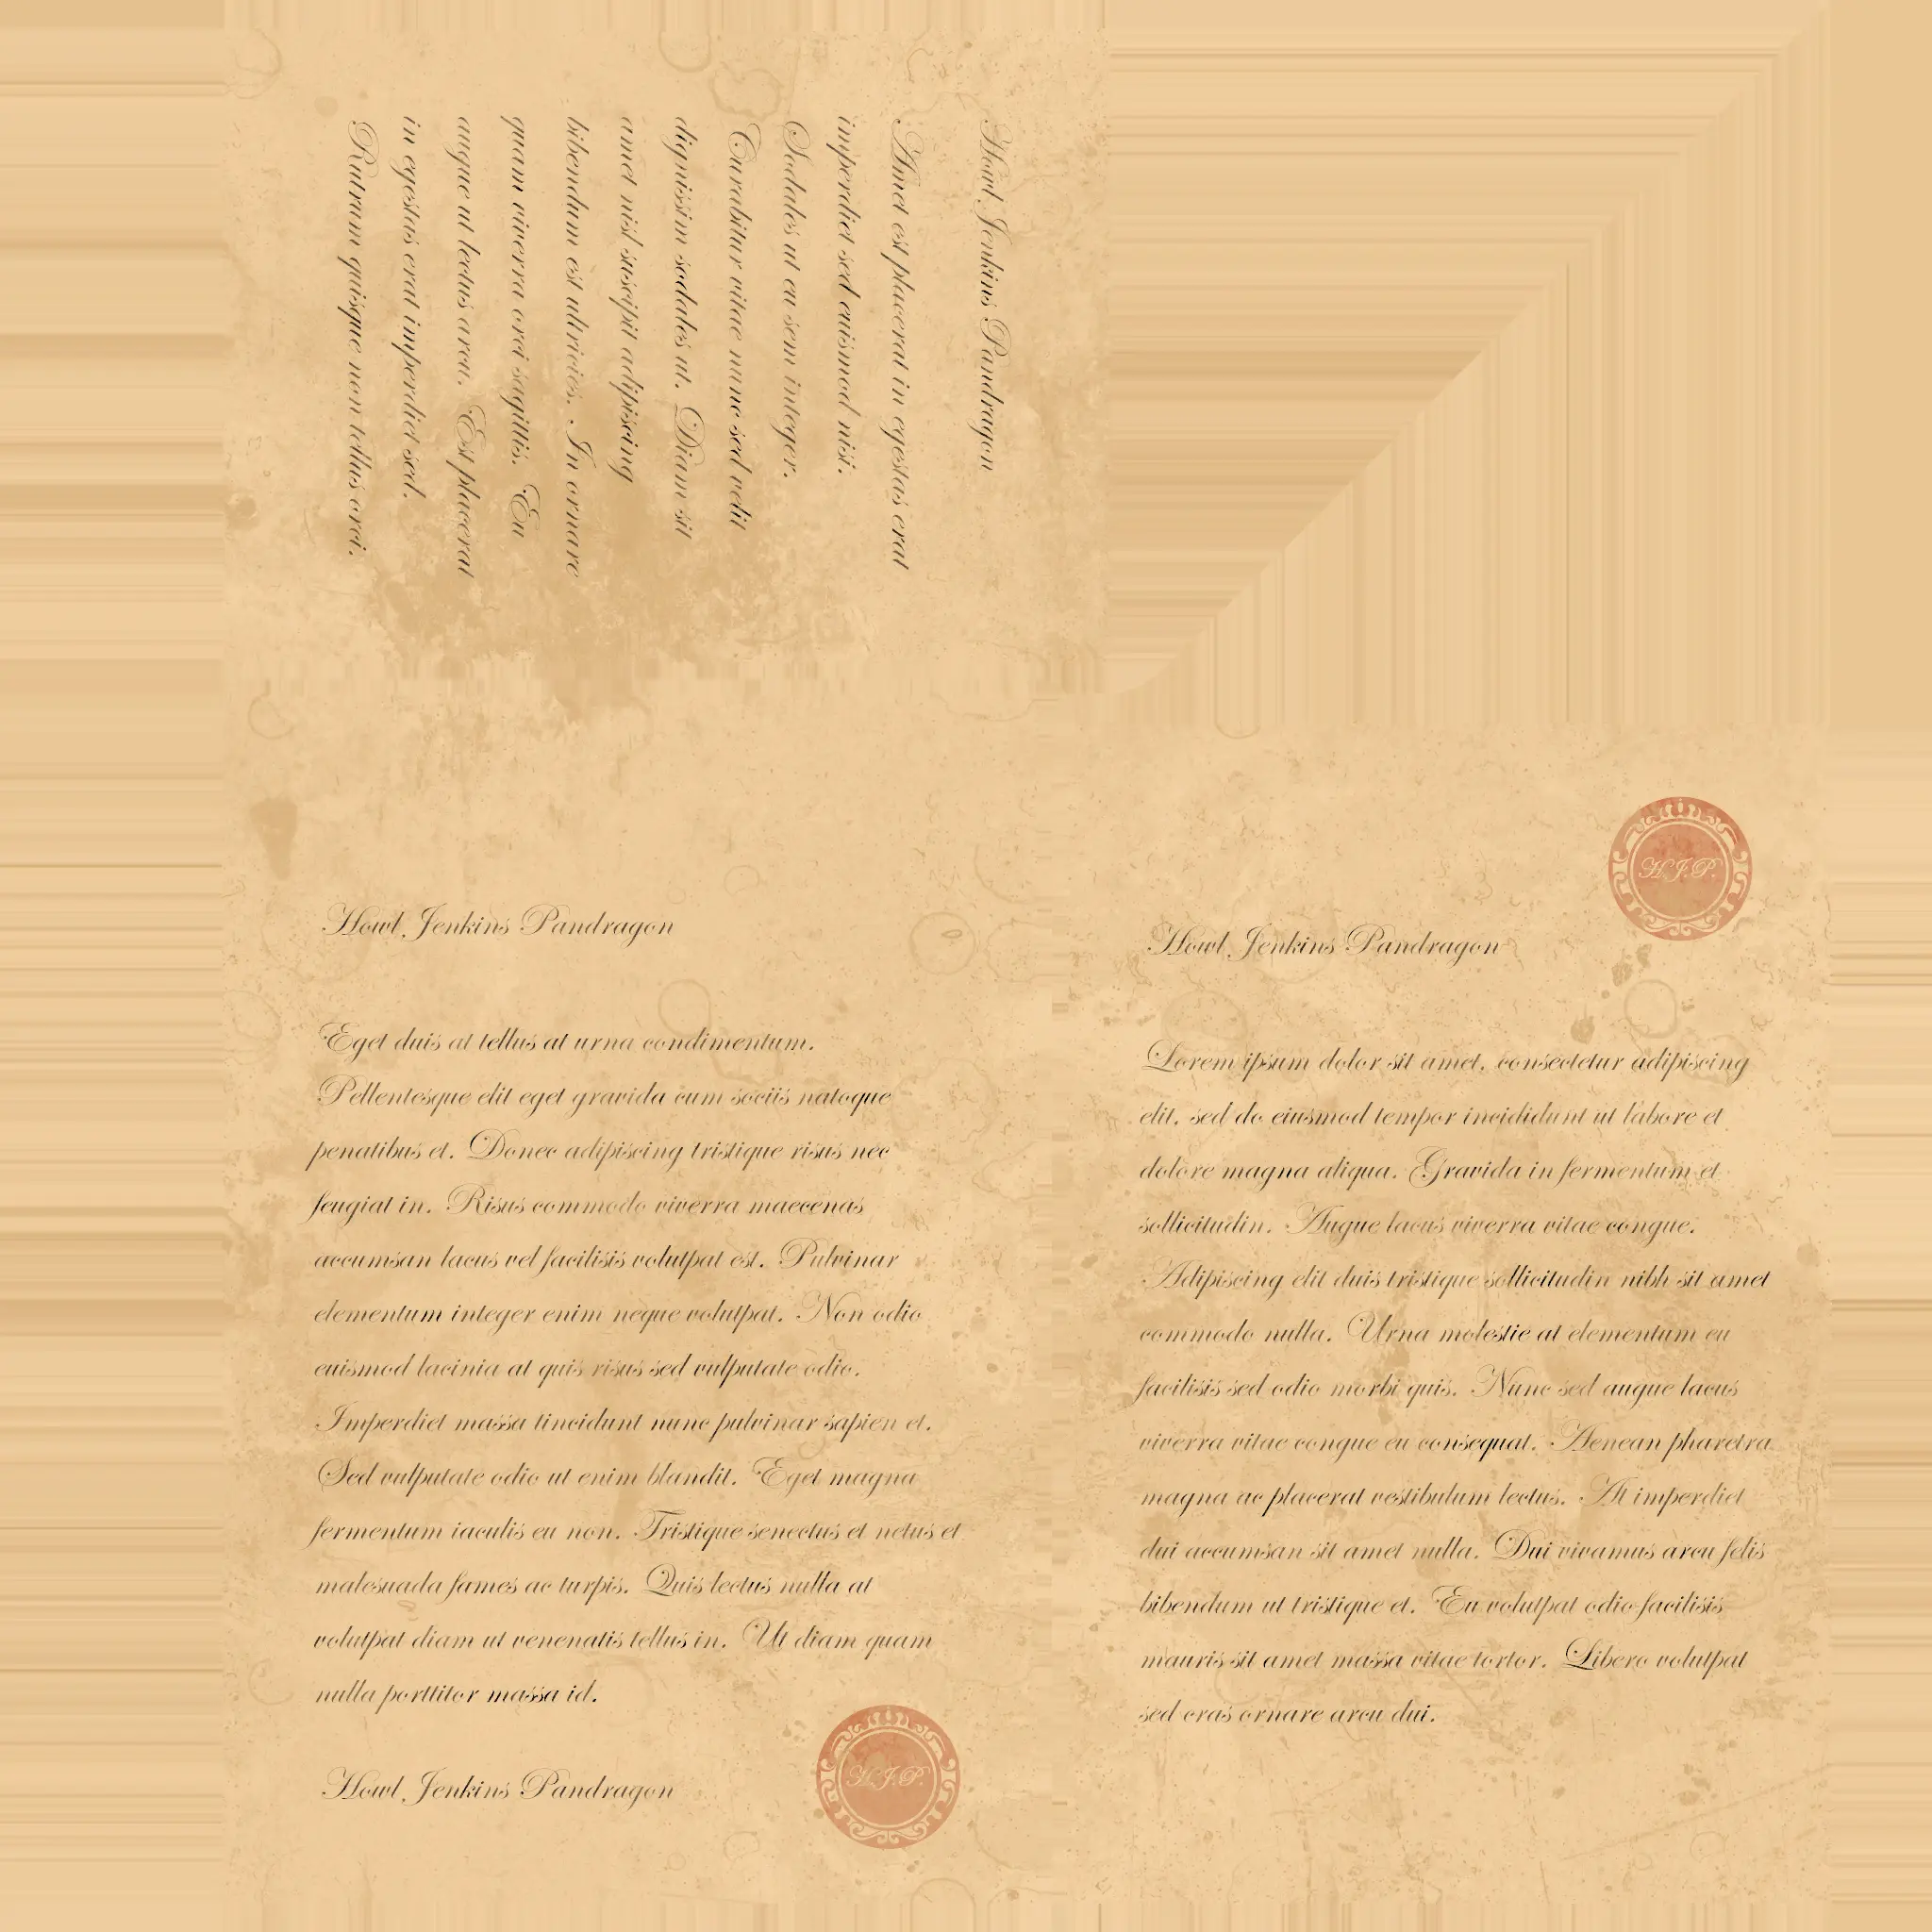 Howl Jenkins Pandragon
Amet est placerat in egestas erat
imperdiet sed euismod nisi.
Sodales ut eu sem integer.
Curabitur vitae nunc sed velit
dignissim sodales ut. Diam sit
amet nisl suscipit adipiscing
bibendum est ultricies. In ornare
quam viverra orci sagittis. Eu
augue ut lectus arcu. Est placerat
in egestas erat imperdiet sed.
Rutrum quisque non tellus orci.
Howl Jenkins Pandragon
Eget duis at tellus at urna condimentum.
Pellentesque elit eget gravida cum sociis natoque
penatibus et. Donec adipiscing tristique risus nec
feugiat in. Risus commodo viverra maecenas
accumsan lacus vel facilisis volutpat est. Pulvinar
elementum integer enim neque volutpat. Non odio
euismod lacinia at quis risus sed vulputate odio.
Imperdiet massa tincidunt nunc pulvinar sapien et.
Sed vulputate odio ut enim blandit. Eget magna
fermentum iaculis eu non. Tristique senectus et netus et
malesuada fames ac turpis. Quis lectus nulla at
volutpat diam ut venenatis tellus in. Ut diam quam
nulla porttitor massa id.
Howl Jenkins Pandragon
H.J.P.
H.J.P.
Howl Jenkins Pandragon
Lorem ipsum dolor sit amet, consectetur adipiscing
elit, sed do eiusmod tempor incididunt ut labore et
dolore magna aliqua. Gravida in fermentum et
sollicitudin. Augue lacus viverra vitae congue.
Adipiscing elit duis tristique sollicitudin nibh sit amet
commodo nulla. Urna molestie at elementum eu
facilisis sed odio morbi quis. Nunc sed augue lacus
viverra vitae congue eu consequat. Aenean pharetra
magna ac placerat vestibulum lectus. At imperdiet
dui accumsan sit amet nulla. Dui vivamus arcu felis
bibendum ut tristique et. Eu volutpat odio facilisis
mauris sit amet massa vitae tortor. Libero volutpat
sed cras ornare arcu dui.